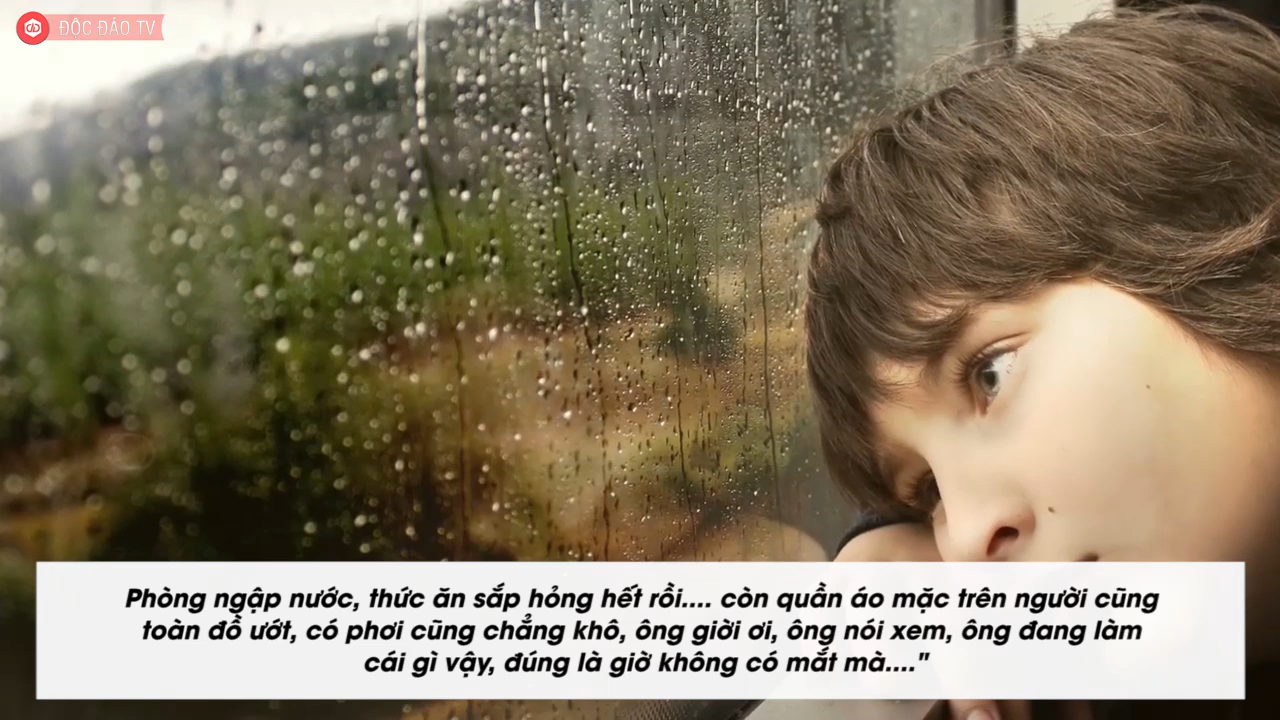 ĐỘC ĐÁO TV
Phòng ngập nước, thức ăn sắp hỏng hết rồi.... còn quần áo mặc trên người cũng
toàn đồ ướt, có phơi cũng chẳng khô, ông giời ơi, ông nói xem, ông đang làm
cái gì vậy, đúng là giờ không có mắt mà...."